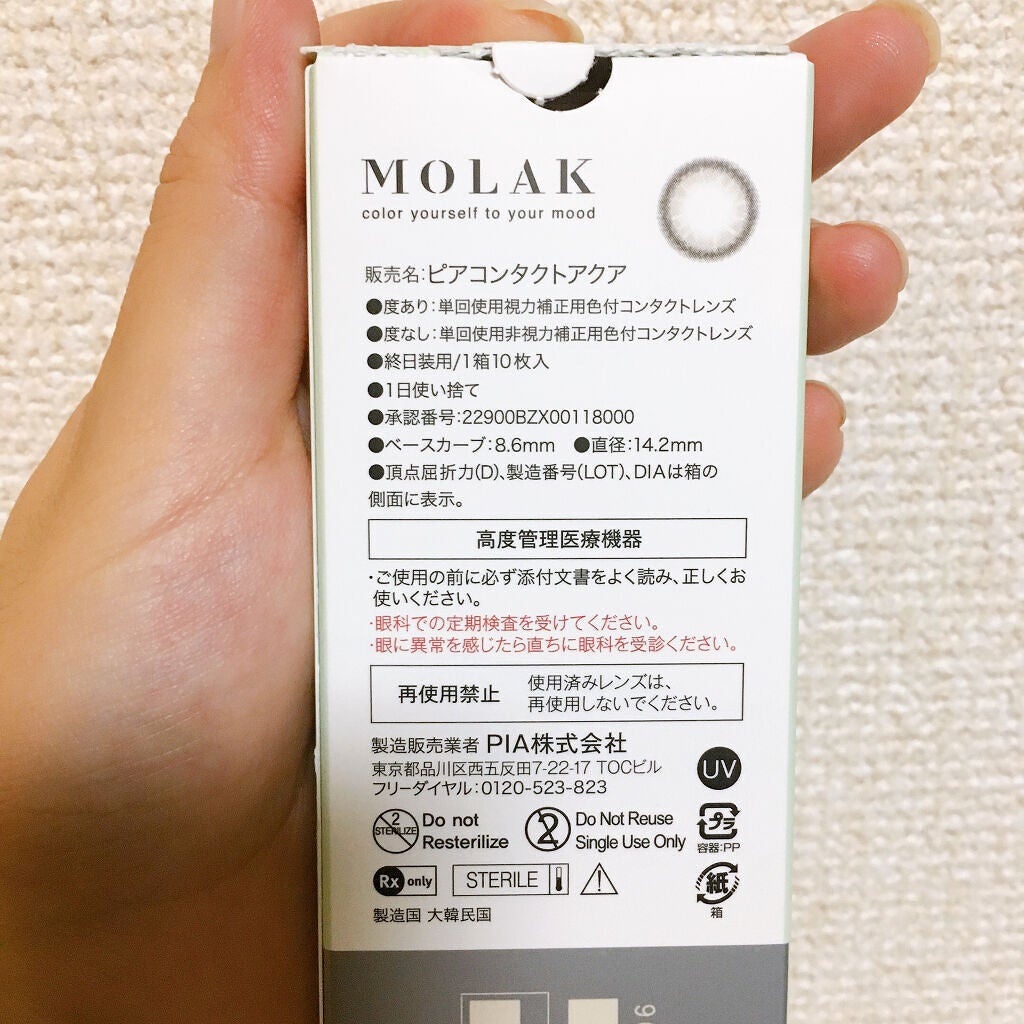 MOLAK
color yourself to your mood
販売名:ピアコンタクトアクア
●度あり:単回使用視力補正用色付コンタクトレンズ
●度なし:単回使用非視力補正用色付コンタクトレンズ
●終日装用/1箱10枚入
●1日使い捨て
●承認番号:22900BZX00118000
●ベースカーブ:8.6mm ●直径:14.2mm
●頂点屈折力(D)、製造番号(LOT)、DIAは箱の
側面に表示。
高度管理医療機器
・ご使用の前に必ず添付文書をよく読み、正しくお
使いください。
・眼科での定期検査を受けてください。
・眼に異常を感じたら直ちに眼科を受診ください。
再使用禁止
使用済みレンズは、
再使用しないでください。
製造販売業者 PIA株式会社
東京都品川区西五反田7-22-17 TOCビル
フリーダイヤル:0120-523-823
UV
2
STERILIZE
Do not
Resterilize
2
Do Not Reuse
Single Use Only
プラ
容器:PP
Rx only
STERILE
紙
箱
製造国 大韓民国